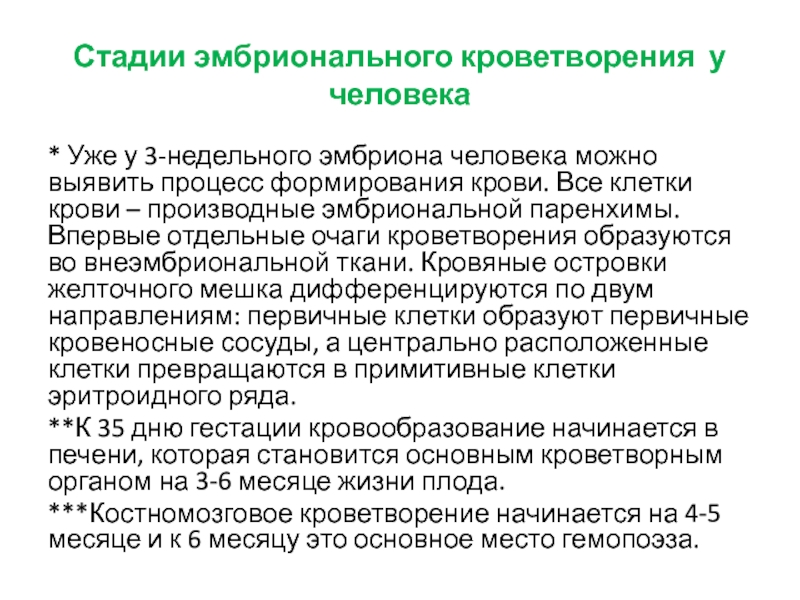 Стадии эмбрионального кроветворения у
человека
* Уже у 3-недельного эмбриона человека можно
выявить процесс формирования крови. Все клетки
крови – производные эмбриональной паренхимы.
Впервые отдельные очаги кроветворения образуются
во внеэмбриональной ткани. Кровяные островки
желточного мешка дифференцируются по двум
направлениям: первичные клетки образуют первичные
кровеносные сосуды, а центрально расположенные
клетки превращаются в примитивные клетки
эритроидного ряда.
**К 35 дню гестации кровообразование начинается в
печени, которая становится основным кроветворным
органом на 3-6 месяце жизни плода.
***Костномозговое кроветворение начинается на 4-5
месяце и к 6 месяцу это основное место гемопоэза.